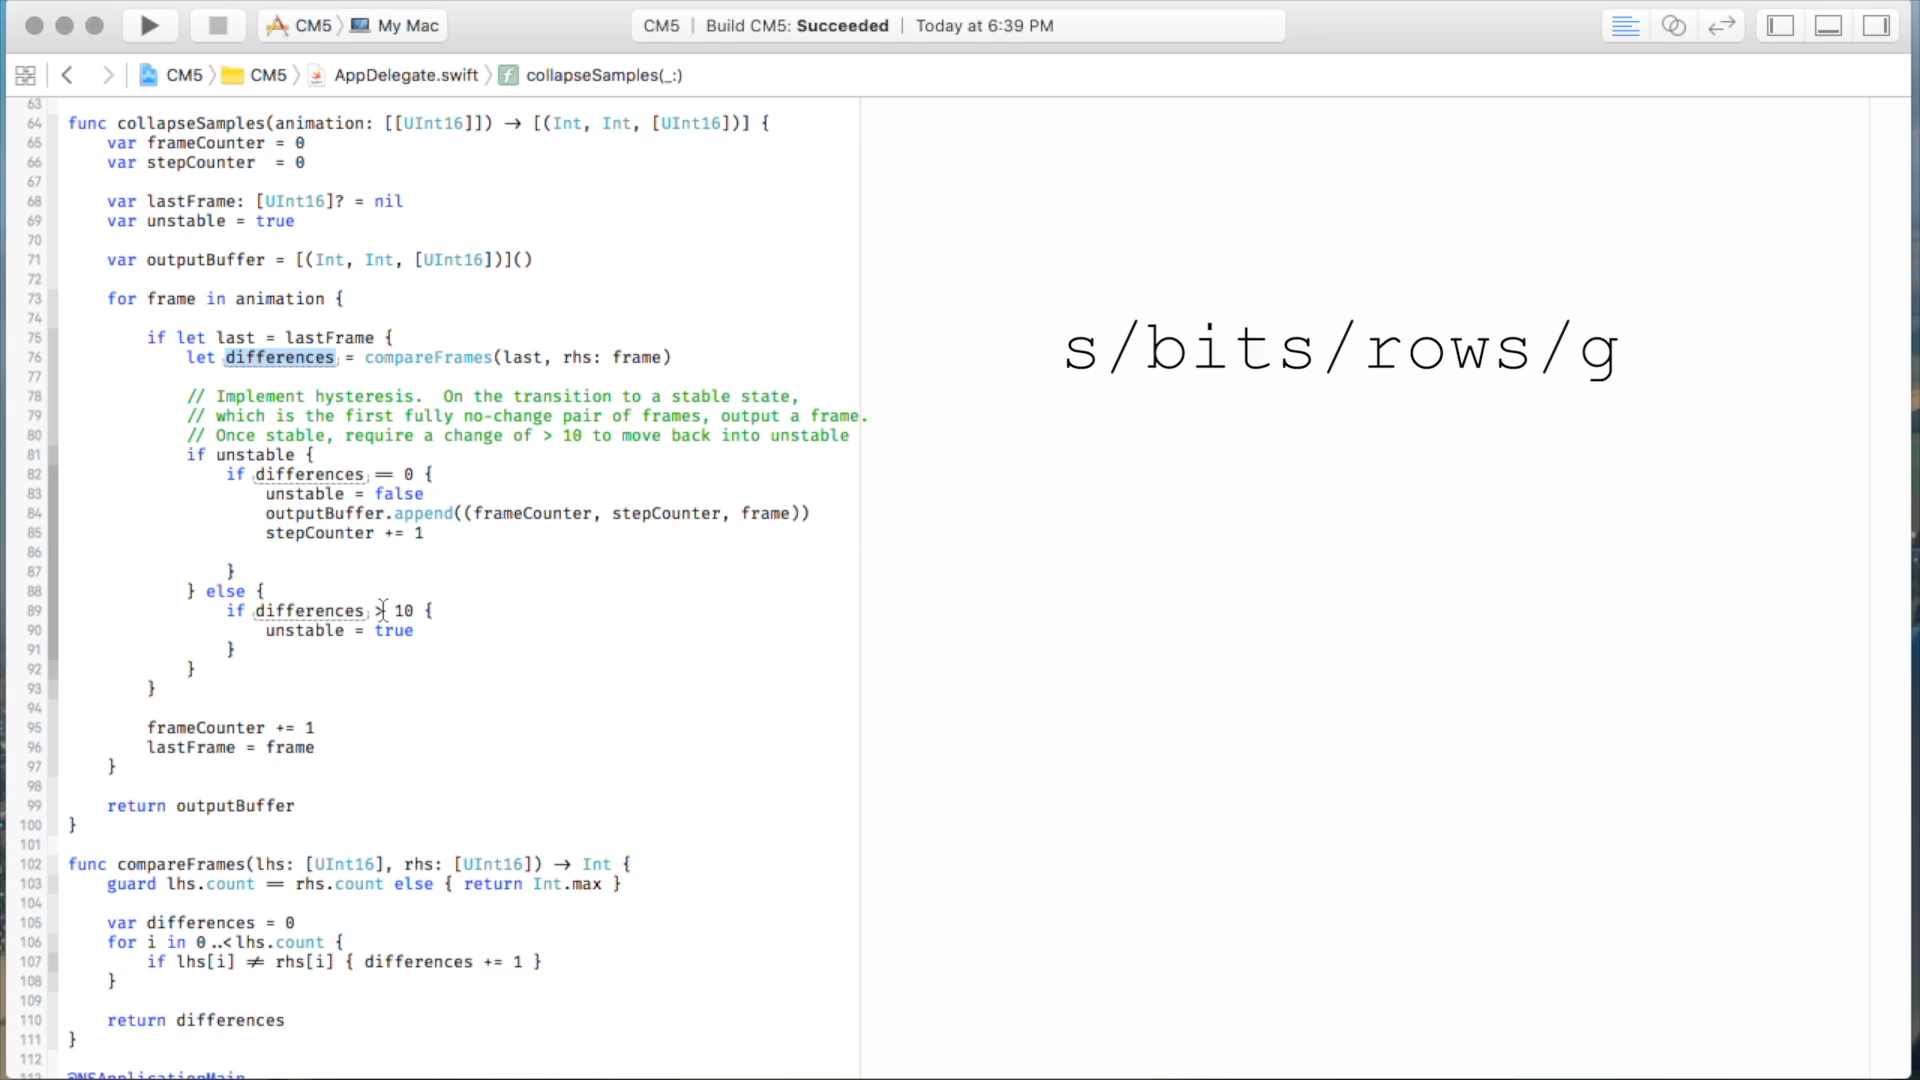 CM5 My Mac
CM5 | Build CM5: Succeeded | Today at 6:39 PM
CM5 CM5 AppDelegate.swift collapseSamples(_:)
63
64 func collapseSamples(animation: [[UInt16]]) → [(Int, Int, [UInt16])] {
65 var frameCounter = 0
66 var stepCounter  = 0
67
68 var lastFrame: [UInt16]? = nil
69 var unstable = true
70
71 var outputBuffer = [(Int, Int, [UInt16])]()
72
73 for frame in animation {
74
75 if let last = lastFrame {
76 let differences = compareFrames(last, rhs: frame)
77
78 // Implement hysteresis.  On the transition to a stable state,
79 // which is the first fully no-change pair of frames, output a frame.
80 // Once stable, require a change of > 10 to move back into unstable
81 if unstable {
82 if differences == 0 {
83 unstable = false
84 outputBuffer.append((frameCounter, stepCounter, frame))
85 stepCounter += 1
86
87 }
88 } else {
89 if differences > 10 {
90 unstable = true
91 }
92 }
93 }
94
95 frameCounter += 1
96 lastFrame = frame
97 }
98
99 return outputBuffer
100 }
101
102 func compareFrames(lhs: [UInt16], rhs: [UInt16]) → Int {
103 guard lhs.count == rhs.count else { return Int.max }
104
105 var differences = 0
106 for i in 0..<lhs.count {
107 if lhs[i] ≠ rhs[i] { differences += 1 }
108 }
109
110 return differences
111 }
112
113 @NSApplicationMain
s/bits/rows/g